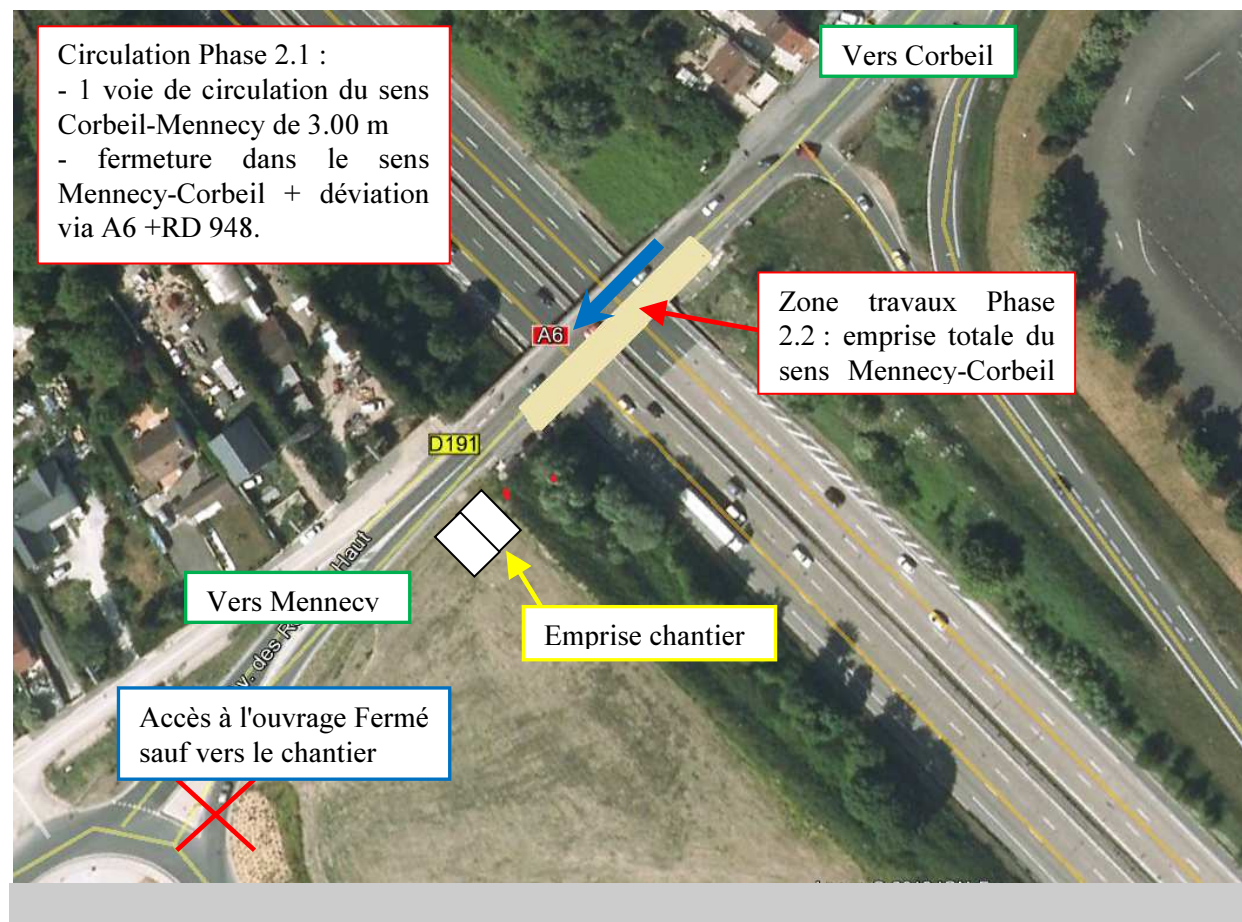 Circulation Phase 2.1 :
- 1 voie de circulation du sens
Corbeil-Mennecy de 3.00 m
- fermeture dans le sens
Mennecy-Corbeil + déviation
via A6 +RD 948.
Vers Corbeil
Zone travaux Phase
2.2 : emprise totale du
sens Mennecy-Corbeil
A6
D191
Haut
Vers Mennecy
des
Emprise chantier
Accès à l'ouvrage Fermé
sauf vers le chantier